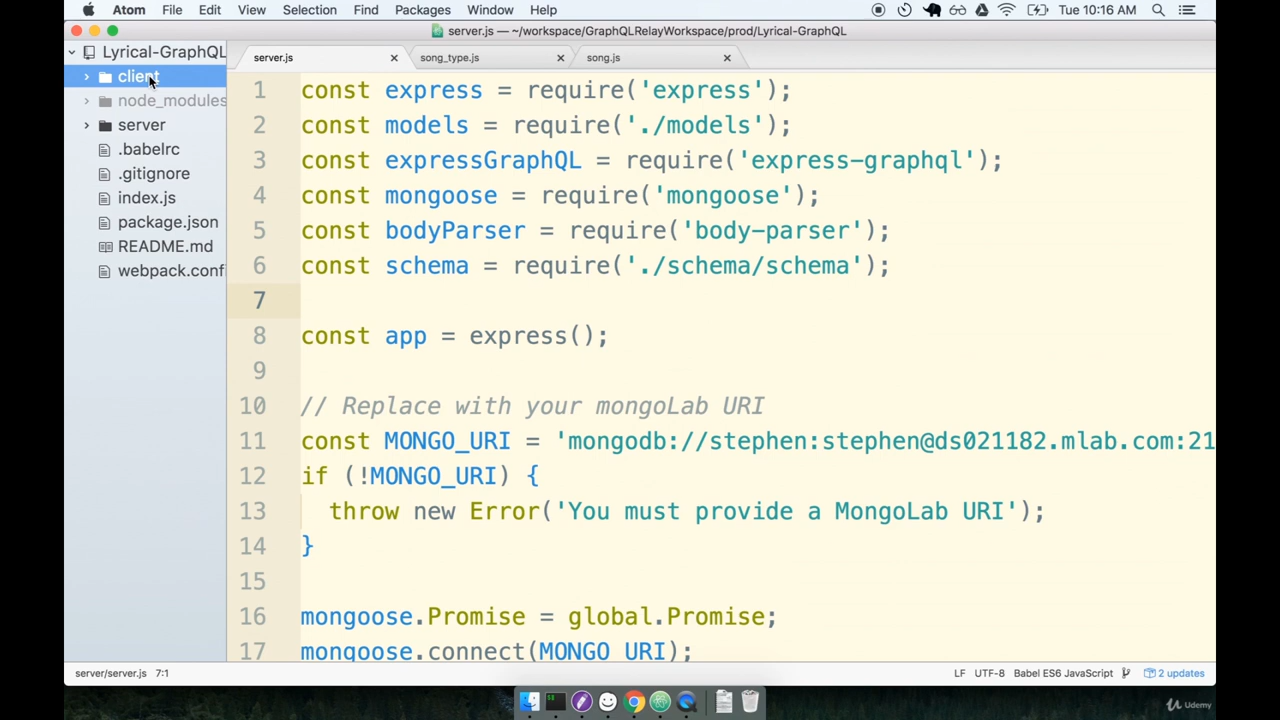 Atom File Edit View Selection Find Packages Window Help Tue 10:16 AM
server.js — ~/workspace/GraphQLRelayWorkspace/prod/Lyrical-GraphQL
Lyrical-GraphQL
client
node_modules
server
.babelrc
.gitignore
index.js
package.json
README.md
webpack.confi
server.js song_type.js song.js
1 const express = require('express');
2 const models = require('./models');
3 const expressGraphQL = require('express-graphql');
4 const mongoose = require('mongoose');
5 const bodyParser = require('body-parser');
6 const schema = require('./schema/schema');
7
8 const app = express();
9
10 // Replace with your mongoLab URI
11 const MONGO_URI = 'mongodb://stephen:stephen@ds021182.mlab.com:21
12 if (!MONGO_URI) {
13 throw new Error('You must provide a MongoLab URI');
14 }
15
16 mongoose.Promise = global.Promise;
17 mongoose.connect(MONGO_URI);
server/server.js 7:1 LF UTF-8 Babel ES6 JavaScript 2 updates
Udemy